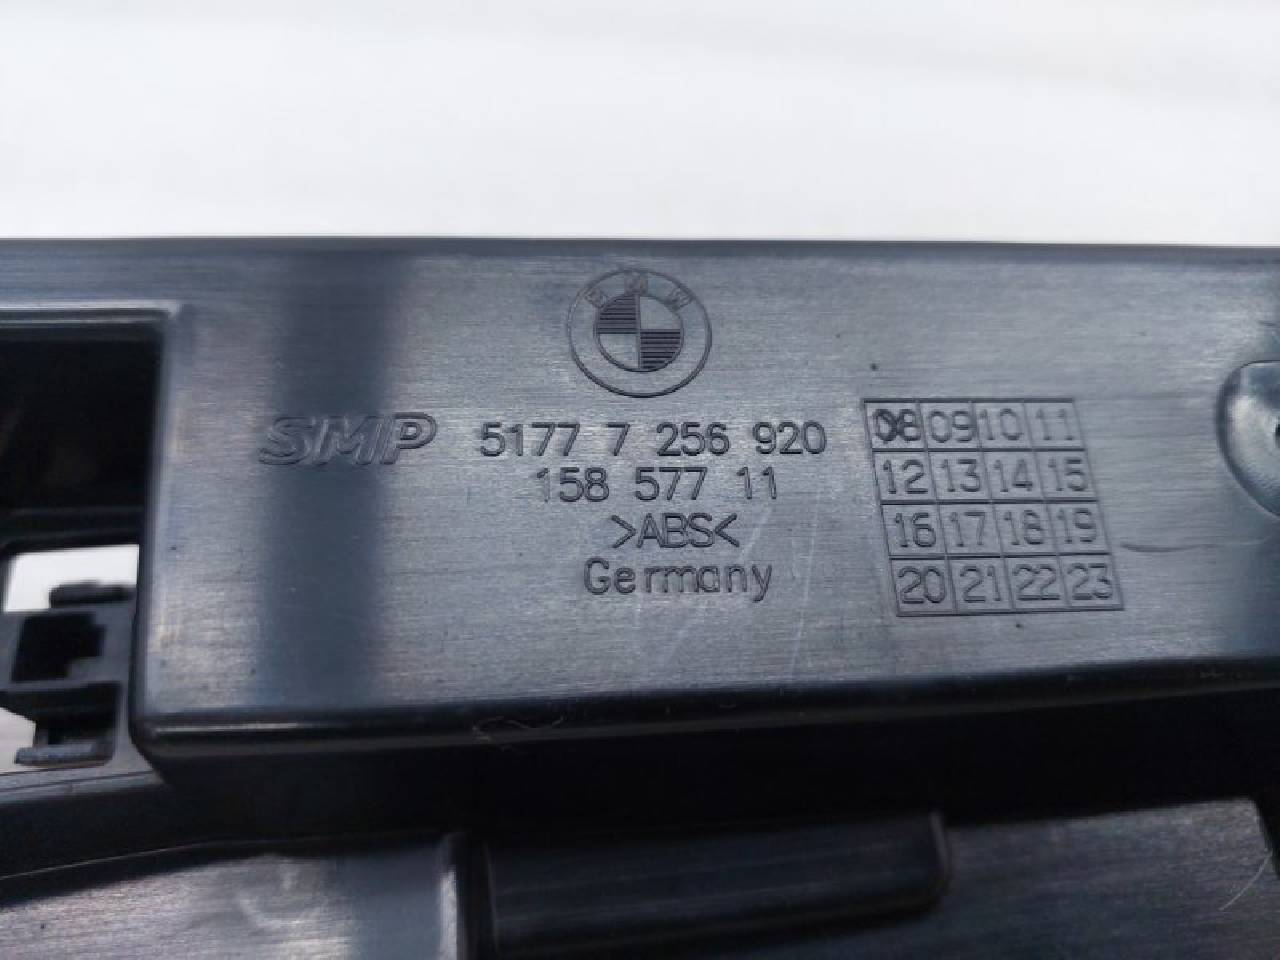 BMW
SMP 5177 7 256 920
158 577 11
>ABS<
Germany
08 09 10 11
12 13 14 15
16 17 18 19
20 21 22 23